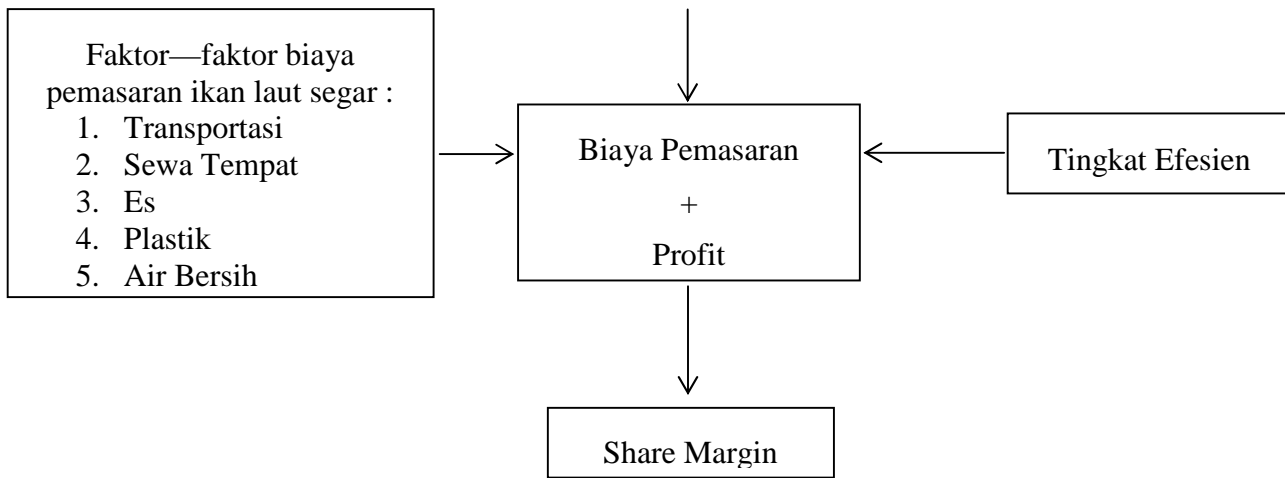 Faktor—faktor biaya
pemasaran ikan laut segar :
1. Transportasi
2. Sewa Tempat
3. Es
4. Plastik
5. Air Bersih
Biaya Pemasaran
+
Profit
Tingkat Efesien
Share Margin